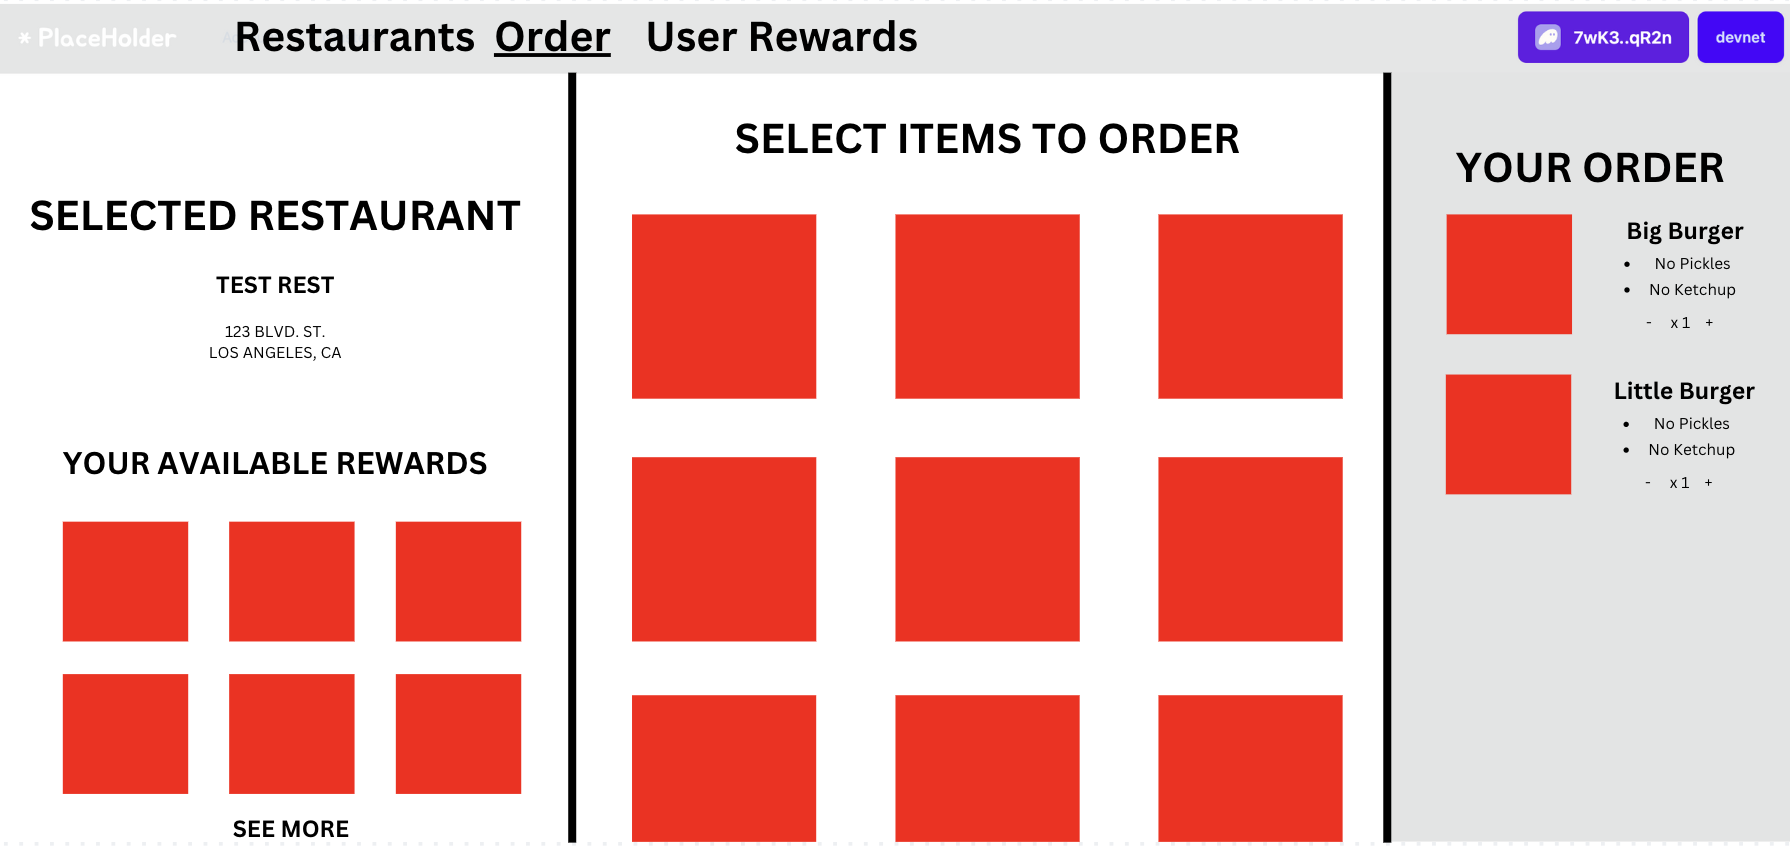 * PlaceHolder
Restaurants Order User Rewards
7wK3..qR2n
devnet
SELECTED RESTAURANT
TEST REST
123 BLVD. ST.
LOS ANGELES, CA
YOUR AVAILABLE REWARDS
SEE MORE
SELECT ITEMS TO ORDER
YOUR ORDER
Big Burger
• No Pickles
• No Ketchup
- x 1 +
Little Burger
• No Pickles
• No Ketchup
- x 1 +